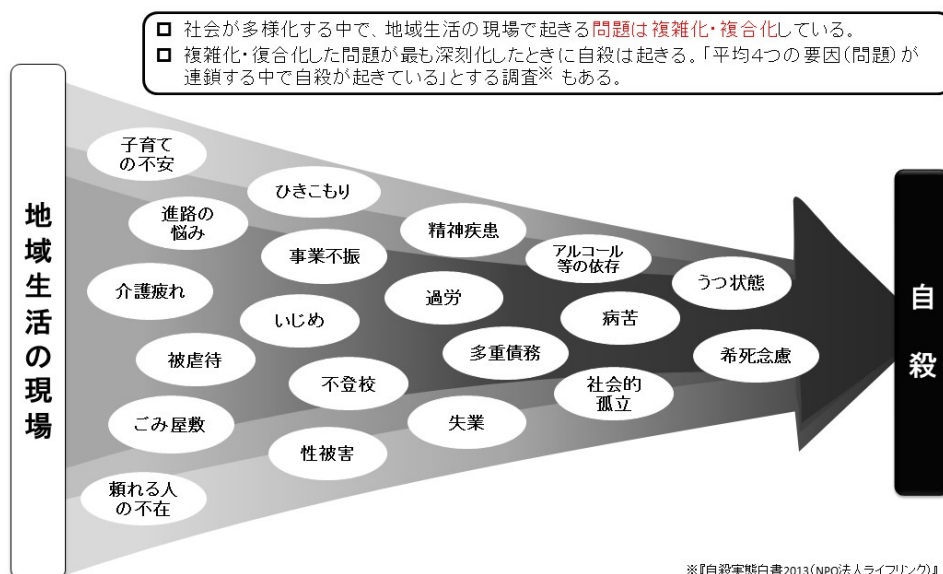 □ 社会が多様化する中で、地域生活の現場で起きる問題は複雑化・複合化している。
□ 複雑化・復合化した問題が最も深刻化したときに自殺は起きる。「平均4つの要因(問題)が
連鎖する中で自殺が起きている」とする調査※ もある。
地域生活の現場
子育て
の不安
進路の
悩み
介護疲れ
被虐待
ごみ屋敷
頼れる人
の不在
ひきこもり
事業不振
いじめ
不登校
性被害
精神疾患
過労
多重債務
失業
アルコール
等の依存
病苦
社会的
孤立
うつ状態
希死念慮
自殺
※『自殺実態白書2013(NPO法人ライフリンク)』